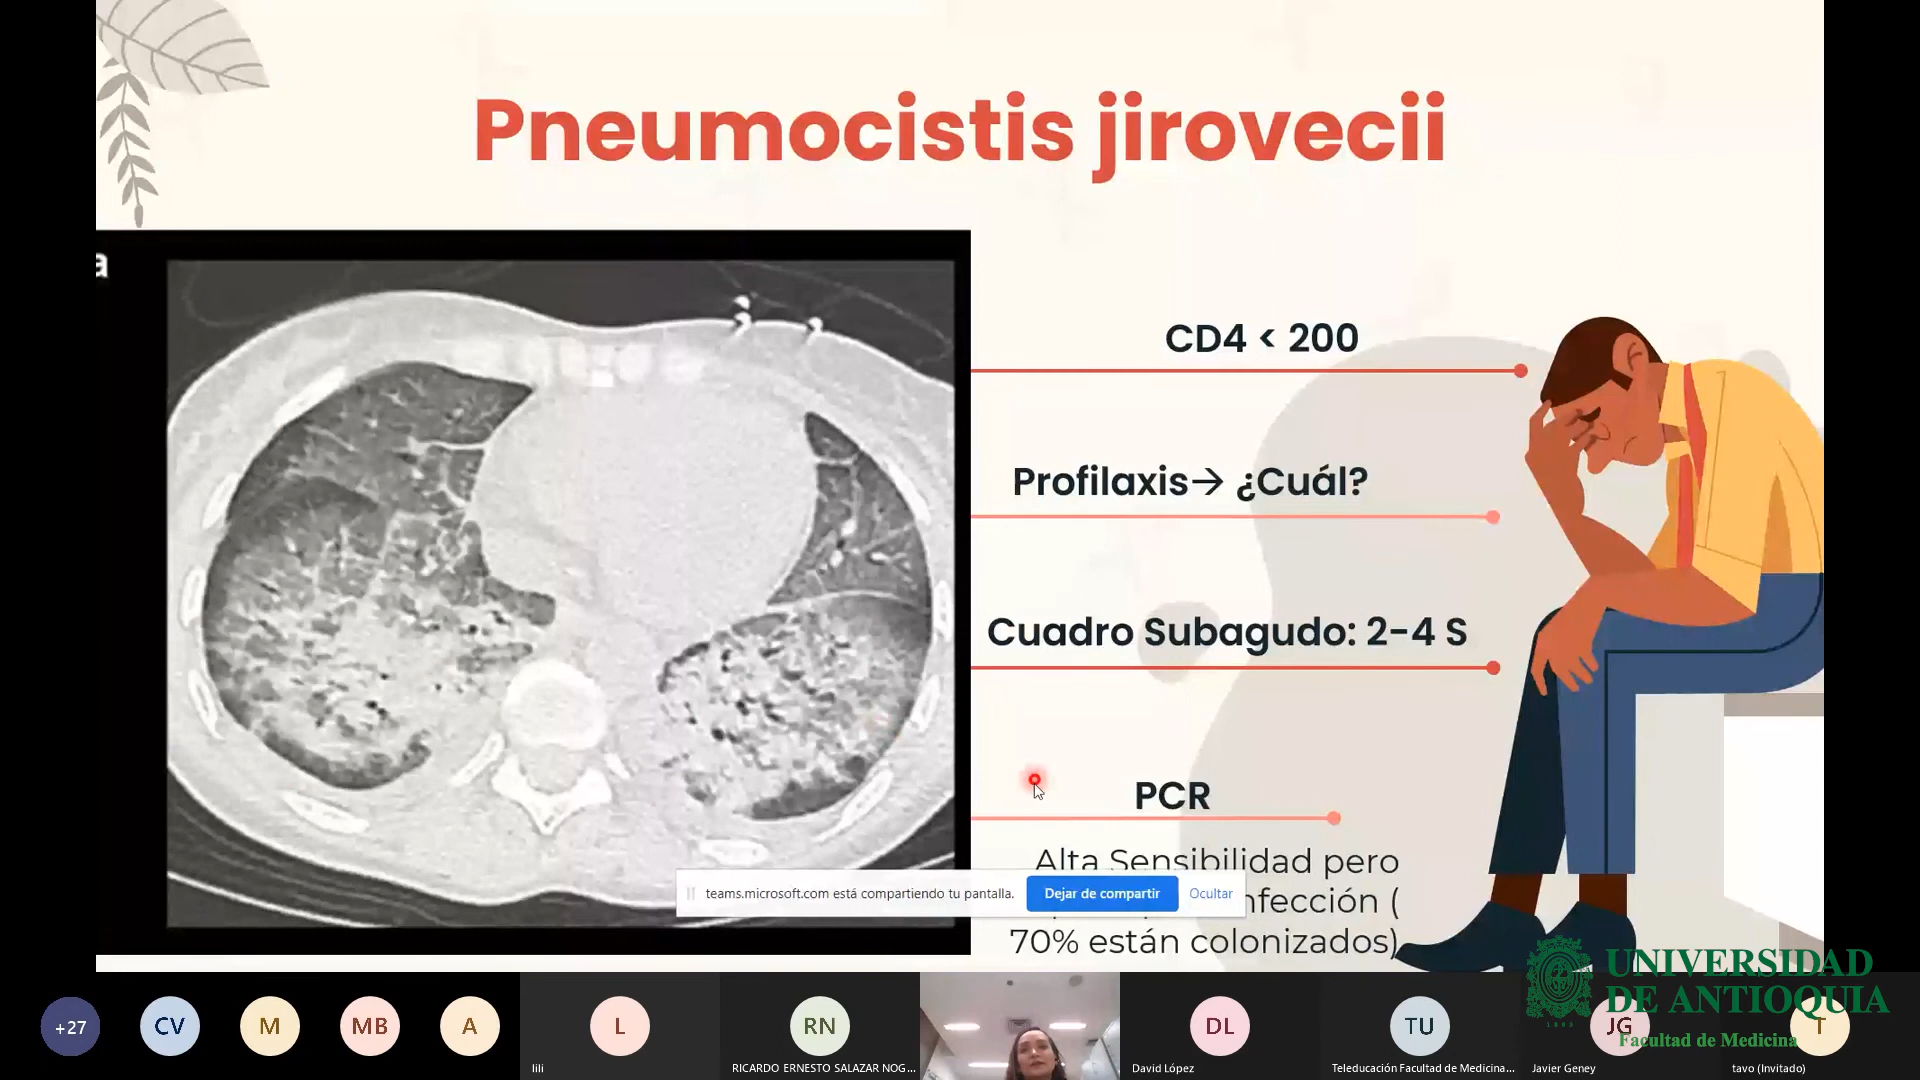 Pneumocistis jirovecii
a
CD4 < 200
Profilaxis→ ¿Cuál?
Cuadro Subagudo: 2-4 S
PCR
Alta Sensibilidad pero
nfección (
70% están colonizados)
teams.microsoft.com está compartiendo tu pantalla.
Dejar de compartir
Ocultar
UNIVERSIDAD
DE ANTIOQUIA
1803
Facultad de Medicina
+27
CV
M
MB
A
L
RN
DL
TU
JG
T
lili
RICARDO ERNESTO SALAZAR NOG...
David López
Teleducación Facultad de Medicina...
Javier Geney
tavo (Invitado)